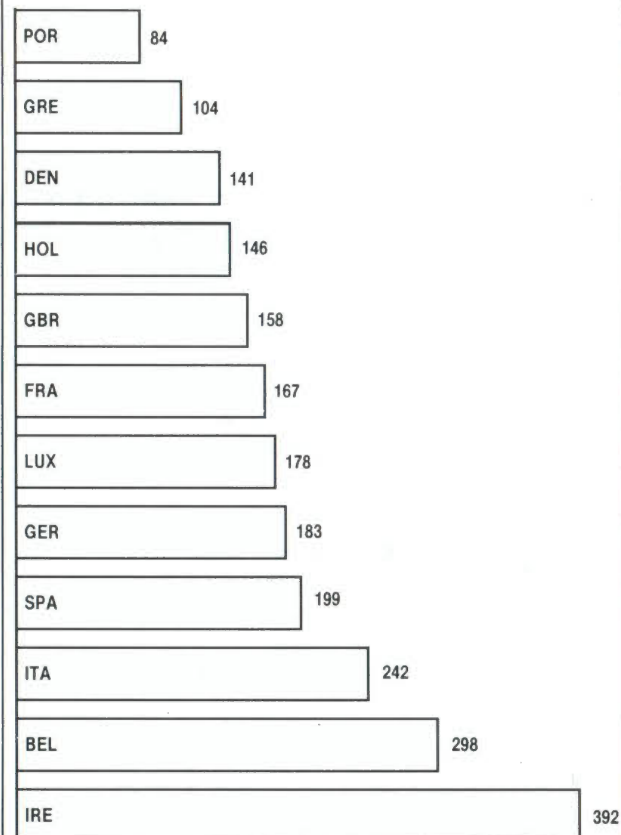 POR 84
GRE 104
DEN 141
HOL 146
GBR 158
FRA 167
LUX 178
GER 183
SPA 199
ITA 242
BEL 298
IRE 392